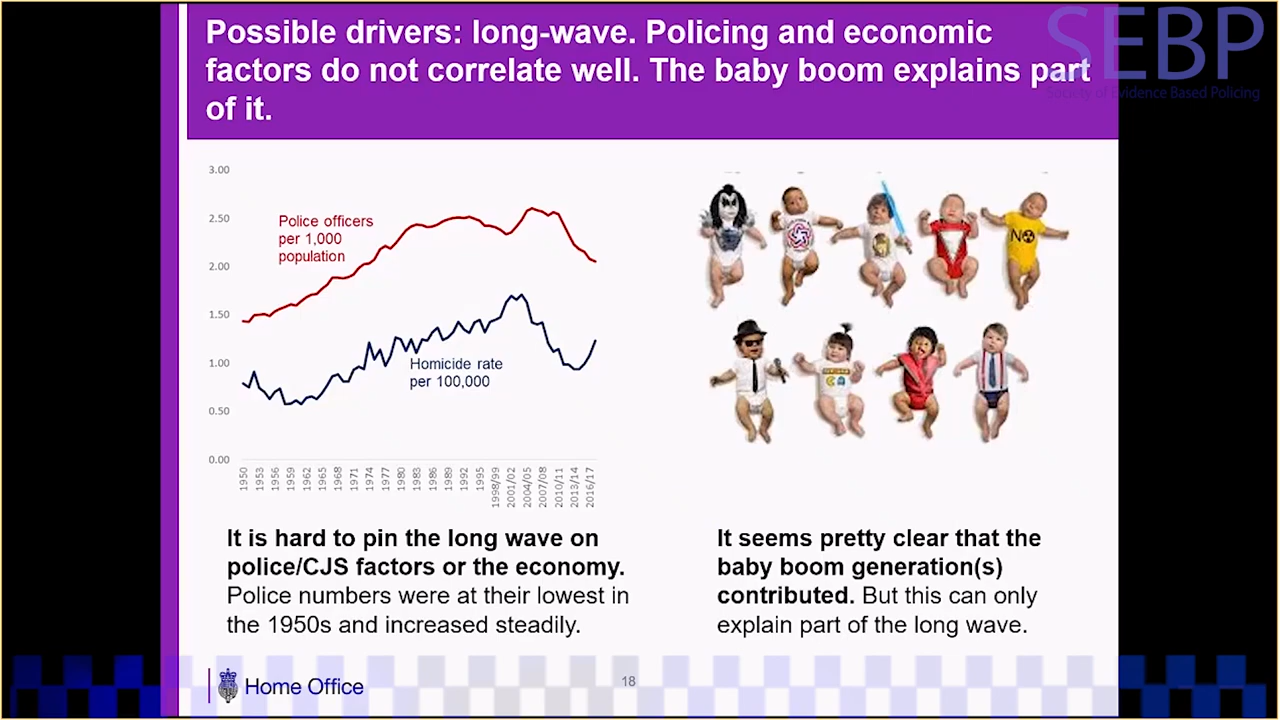 Possible drivers: long-wave. Policing and economic
factors do not correlate well. The baby boom explains part
of it.
SEBP
Society of Evidence Based Policing
3.00
2.50
2.00
1.50
1.00
0.50
0.00
Police officers
per 1,000
population
Homicide rate
per 100,000
1950
1953
1956
1959
1962
1965
1968
1971
1974
1977
1980
1983
1986
1989
1992
1995
1998/99
2001/02
2004/05
2007/08
2010/11
2013/14
2016/17
NO
It is hard to pin the long wave on
police/CJS factors or the economy.
Police numbers were at their lowest in
the 1950s and increased steadily.
It seems pretty clear that the
baby boom generation(s)
contributed. But this can only
explain part of the long wave.
Home Office
18